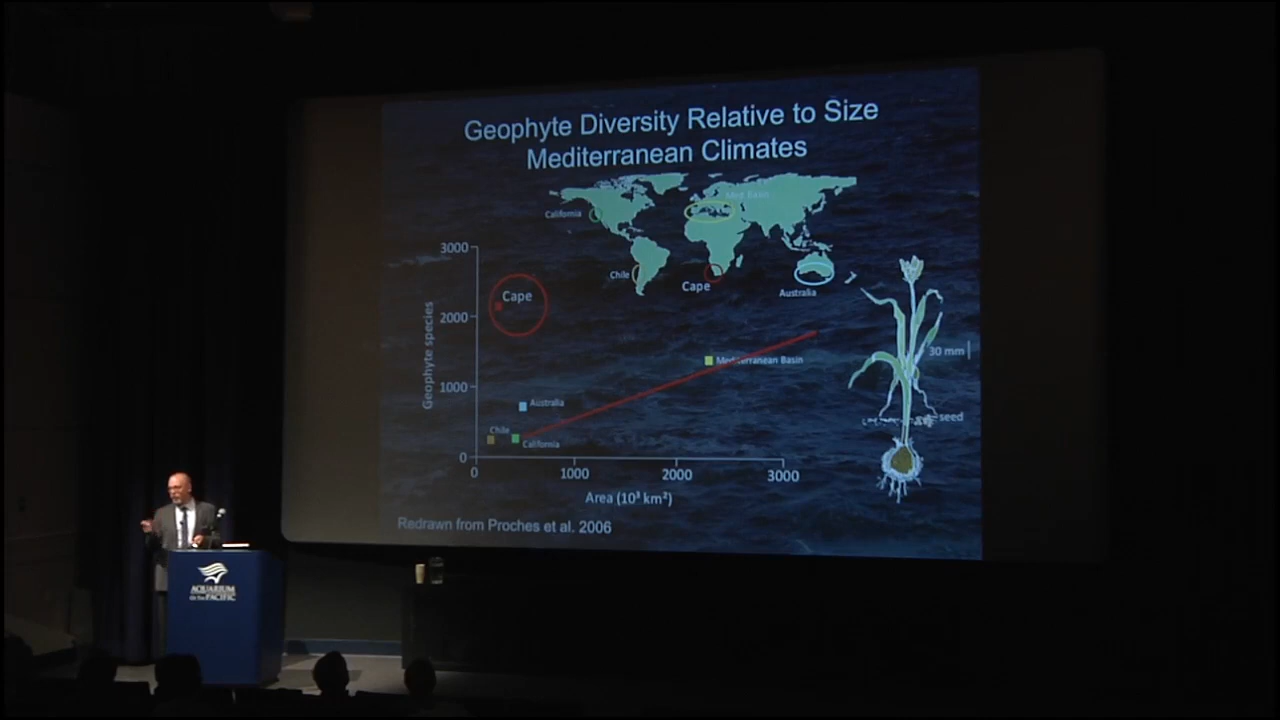 Geophyte Diversity Relative to Size
Mediterranean Climates
Med Basin
California
Chile
Cape
Australia
3000
2000
1000
0
Geophyte species
Cape
Mediterranean Basin
Australia
Chile
California
30 mm
seed
0
1000
2000
3000
Area (10³ km²)
Redrawn from Proches et al. 2006
AQUARIUM
OF THE PACIFIC